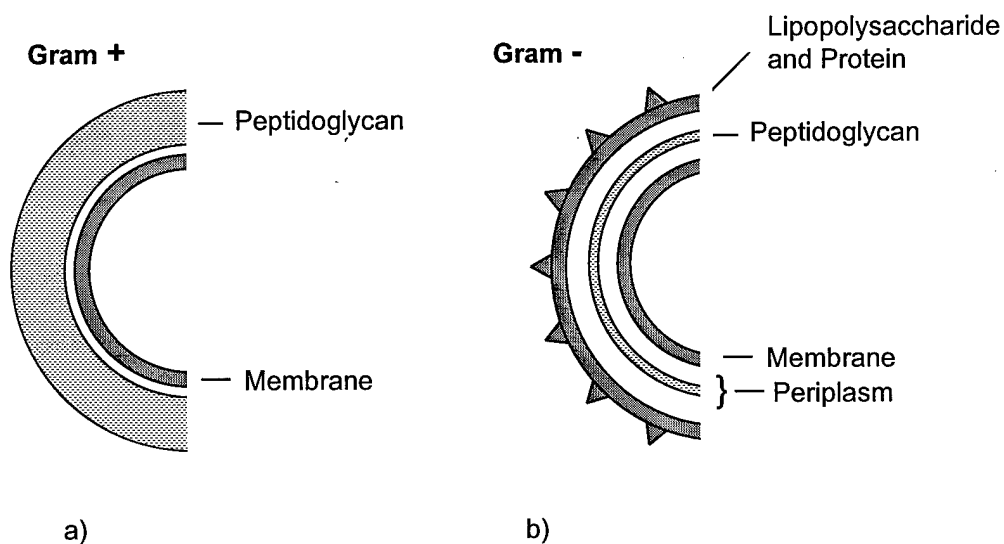 Gram +
Peptidoglycan
Membrane
a)
Gram -
Lipopolysaccharide
and Protein
Peptidoglycan
Membrane
} Periplasm
b)